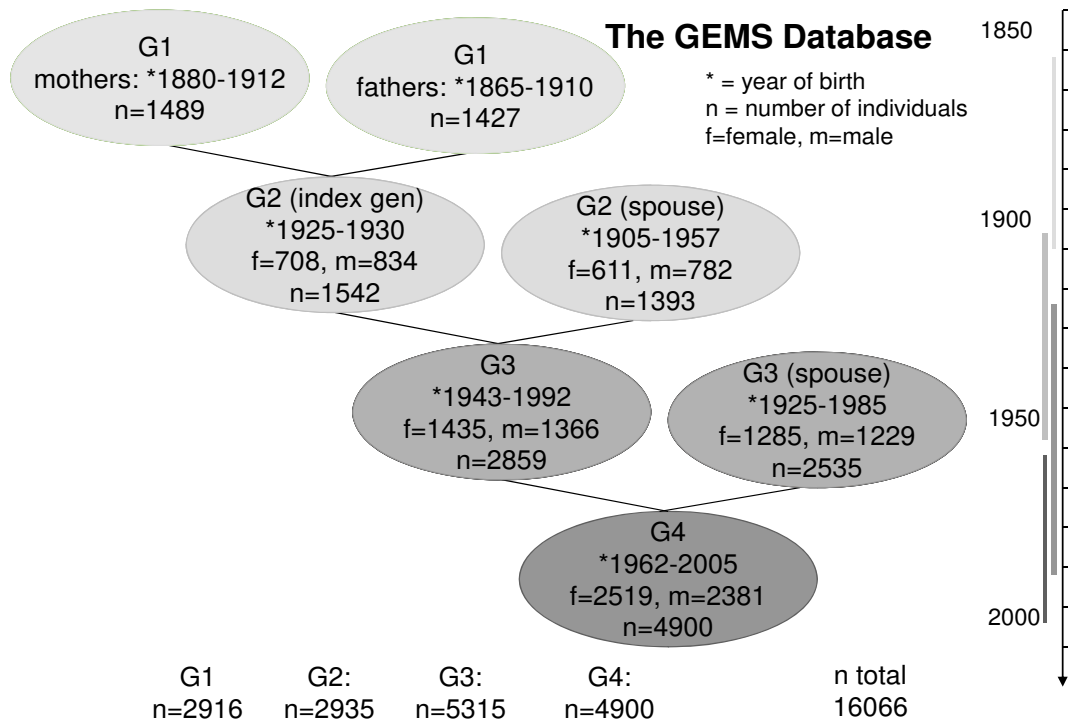 The GEMS Database
* = year of birth
n = number of individuals
f=female, m=male
G1
mothers: *1880-1912
n=1489
G1
fathers: *1865-1910
n=1427
G2 (index gen)
*1925-1930
f=708, m=834
n=1542
G2 (spouse)
*1905-1957
f=611, m=782
n=1393
G3
*1943-1992
f=1435, m=1366
n=2859
G3 (spouse)
*1925-1985
f=1285, m=1229
n=2535
G4
*1962-2005
f=2519, m=2381
n=4900
1850
1900
1950
2000
G1
n=2916
G2:
n=2935
G3:
n=5315
G4:
n=4900
n total
16066